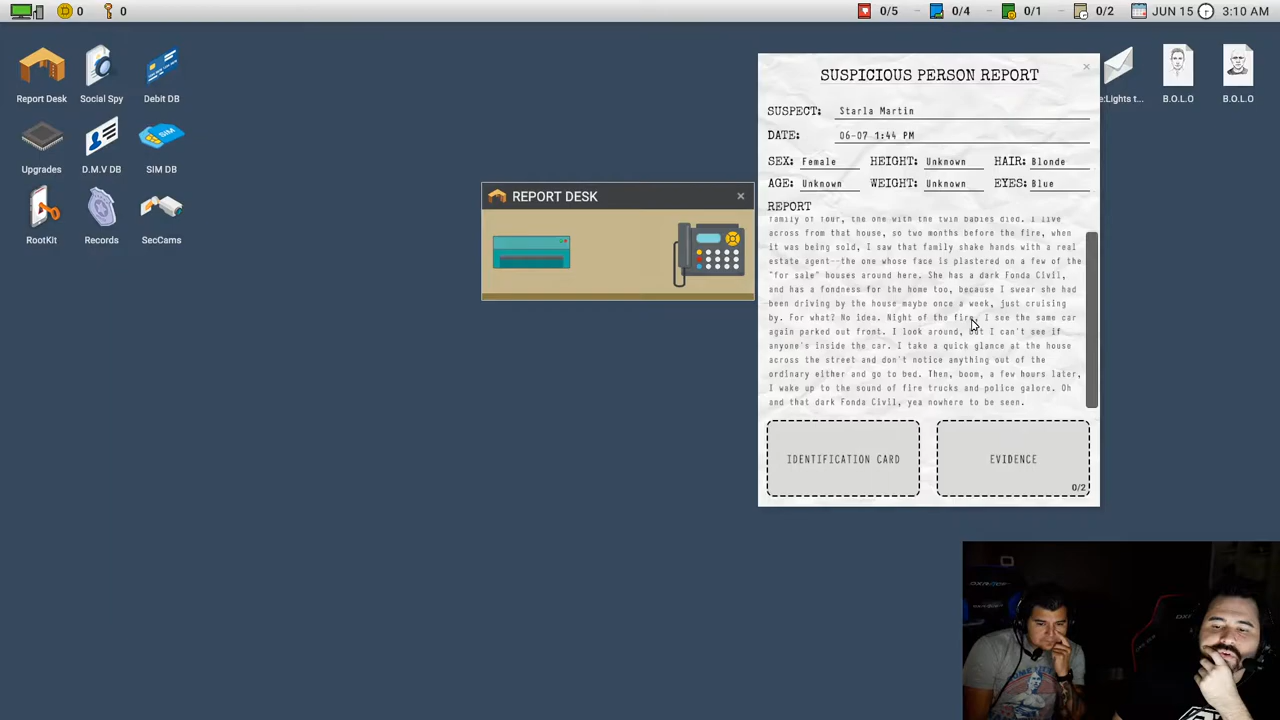 0
0
0/5
0/4
0/1
0/2
JUN 15
3:10 AM
Report Desk
Social Spy
Debit DB
Upgrades
D.M.V DB
SIM DB
RootKit
Records
SecCams
e:Lights t...
B.O.L.O
B.O.L.O
REPORT DESK
SUSPICIOUS PERSON REPORT
SUSPECT: Starla Martin
DATE: 06-07 1:44 PM
SEX: Female HEIGHT: Unknown HAIR: Blonde
AGE: Unknown WEIGHT: Unknown EYES: Blue
REPORT
family of four, the one with the twin babies died. I live
across from that house, so two months before the fire, when
it was being sold, I saw that family shake hands with a real
estate agent--the one whose face is plastered on a few of the
"for sale" houses around here. She has a dark Fonda Civil,
and has a fondness for the home too, because I swear she had
been driving by the house maybe once a week, just cruising
by. For what? No idea. Night of the fire, I see the same car
again parked out front. I look around, but I can't see if
anyone's inside the car. I take a quick glance at the house
across the street and don't notice anything out of the
ordinary either and go to bed. Then, boom, a few hours later,
I wake up to the sound of fire trucks and police galore. Oh
and that dark Fonda Civil, yea nowhere to be seen.
IDENTIFICATION CARD
EVIDENCE
0/2